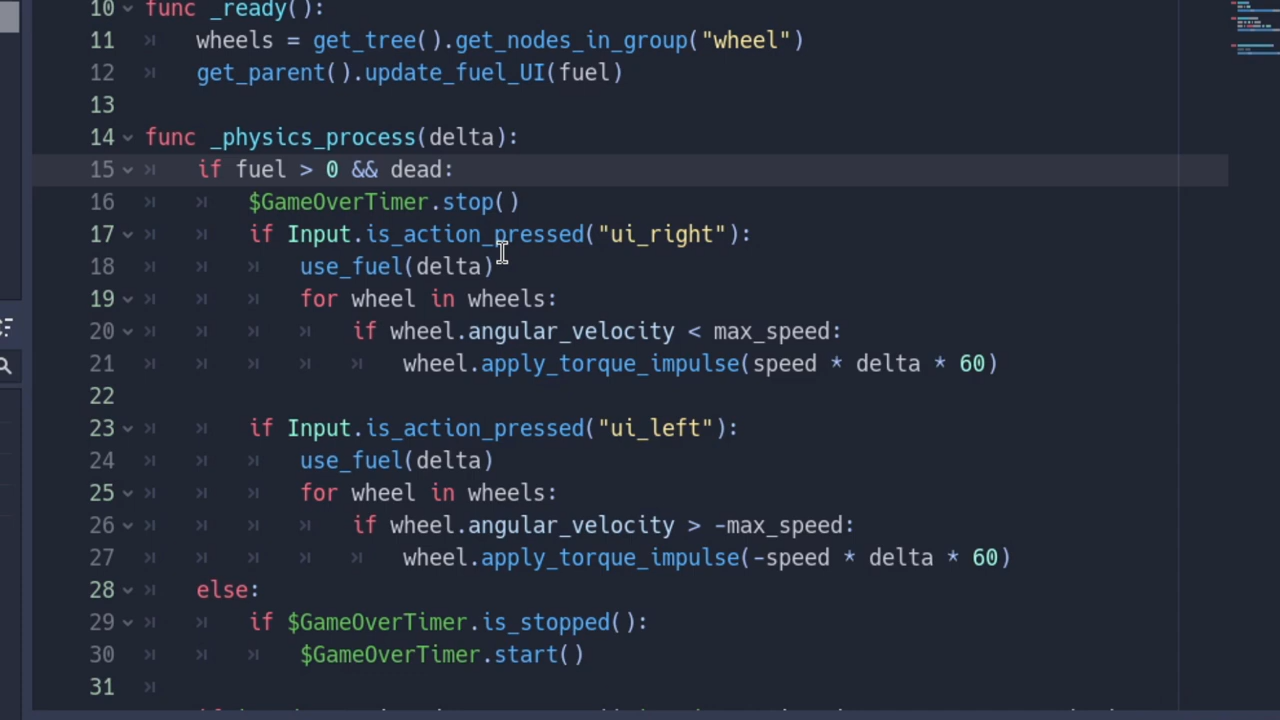 10 func _ready():
11 wheels = get_tree().get_nodes_in_group("wheel")
12 get_parent().update_fuel_UI(fuel)
13
14 func _physics_process(delta):
15 if fuel > 0 && dead:
16 $GameOverTimer.stop()
17 if Input.is_action_pressed("ui_right"):
18 use_fuel(delta)
19 for wheel in wheels:
20 if wheel.angular_velocity < max_speed:
21 wheel.apply_torque_impulse(speed * delta * 60)
22
23 if Input.is_action_pressed("ui_left"):
24 use_fuel(delta)
25 for wheel in wheels:
26 if wheel.angular_velocity > -max_speed:
27 wheel.apply_torque_impulse(-speed * delta * 60)
28 else:
29 if $GameOverTimer.is_stopped():
30 $GameOverTimer.start()
31